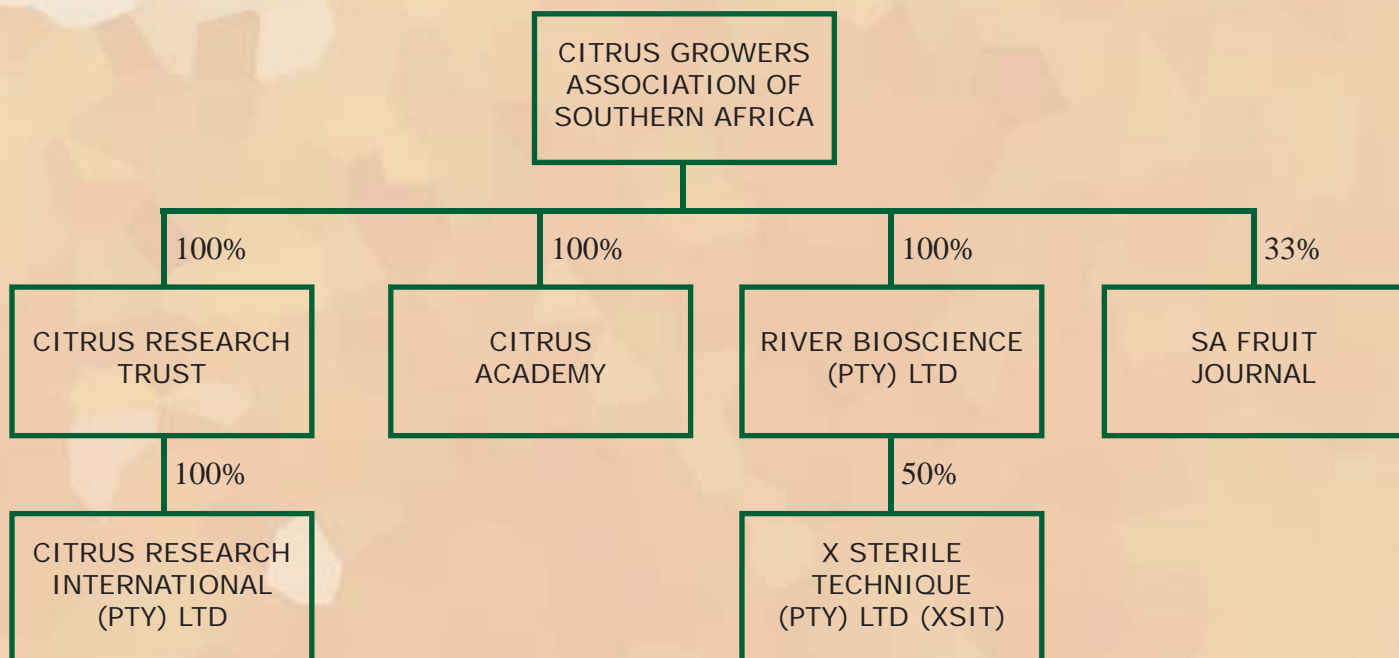 CITRUS GROWERS
ASSOCIATION OF
SOUTHERN AFRICA
100%
100%
100%
33%
CITRUS RESEARCH
TRUST
CITRUS
ACADEMY
RIVER BIOSCIENCE
(PTY) LTD
SA FRUIT
JOURNAL
100%
50%
CITRUS RESEARCH
INTERNATIONAL
(PTY) LTD
X STERILE
TECHNIQUE
(PTY) LTD (XSIT)